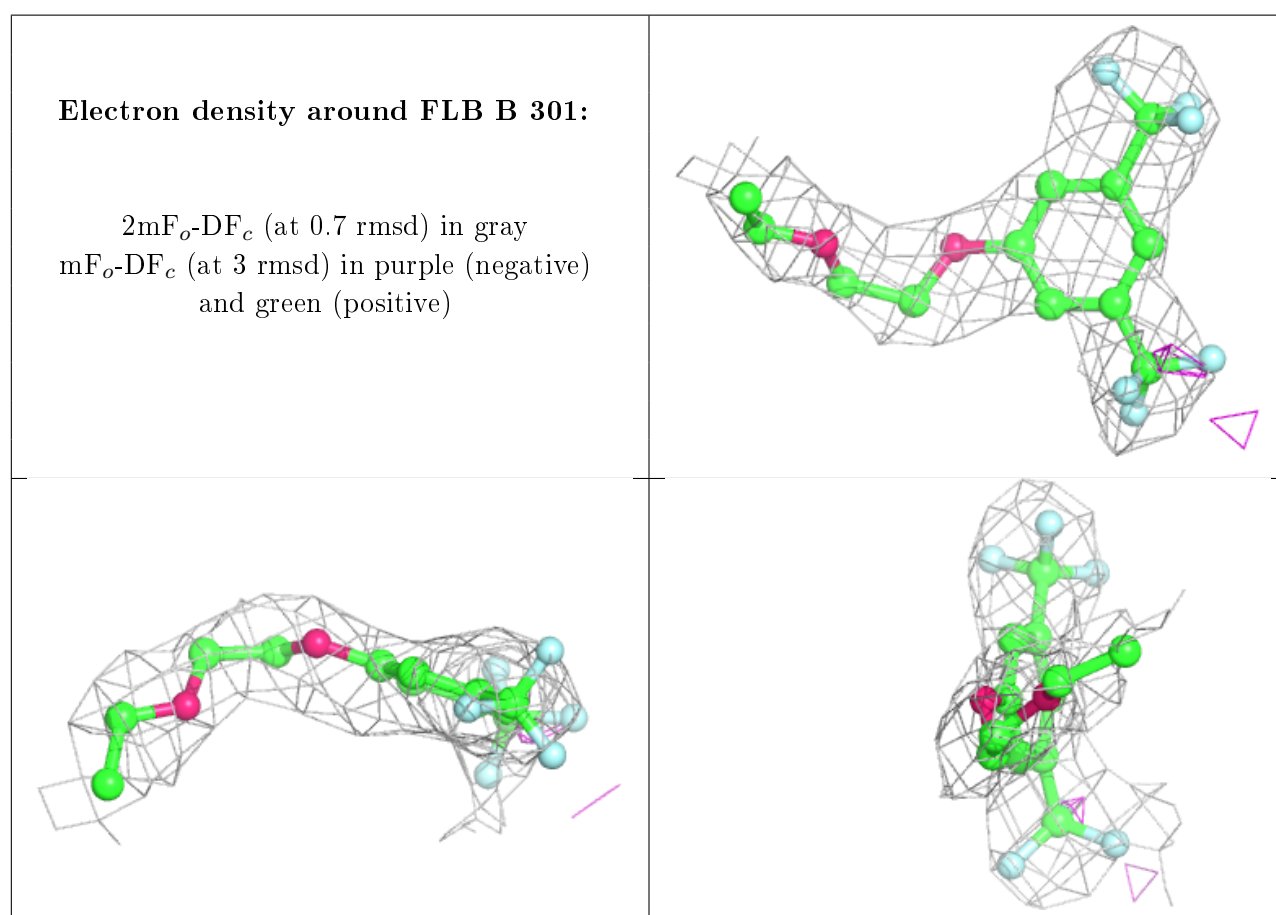 Electron density around FLB B 301:
2mFo-DFc (at 0.7 rmsd) in gray
mFo-DFc (at 3 rmsd) in purple (negative)
and green (positive)